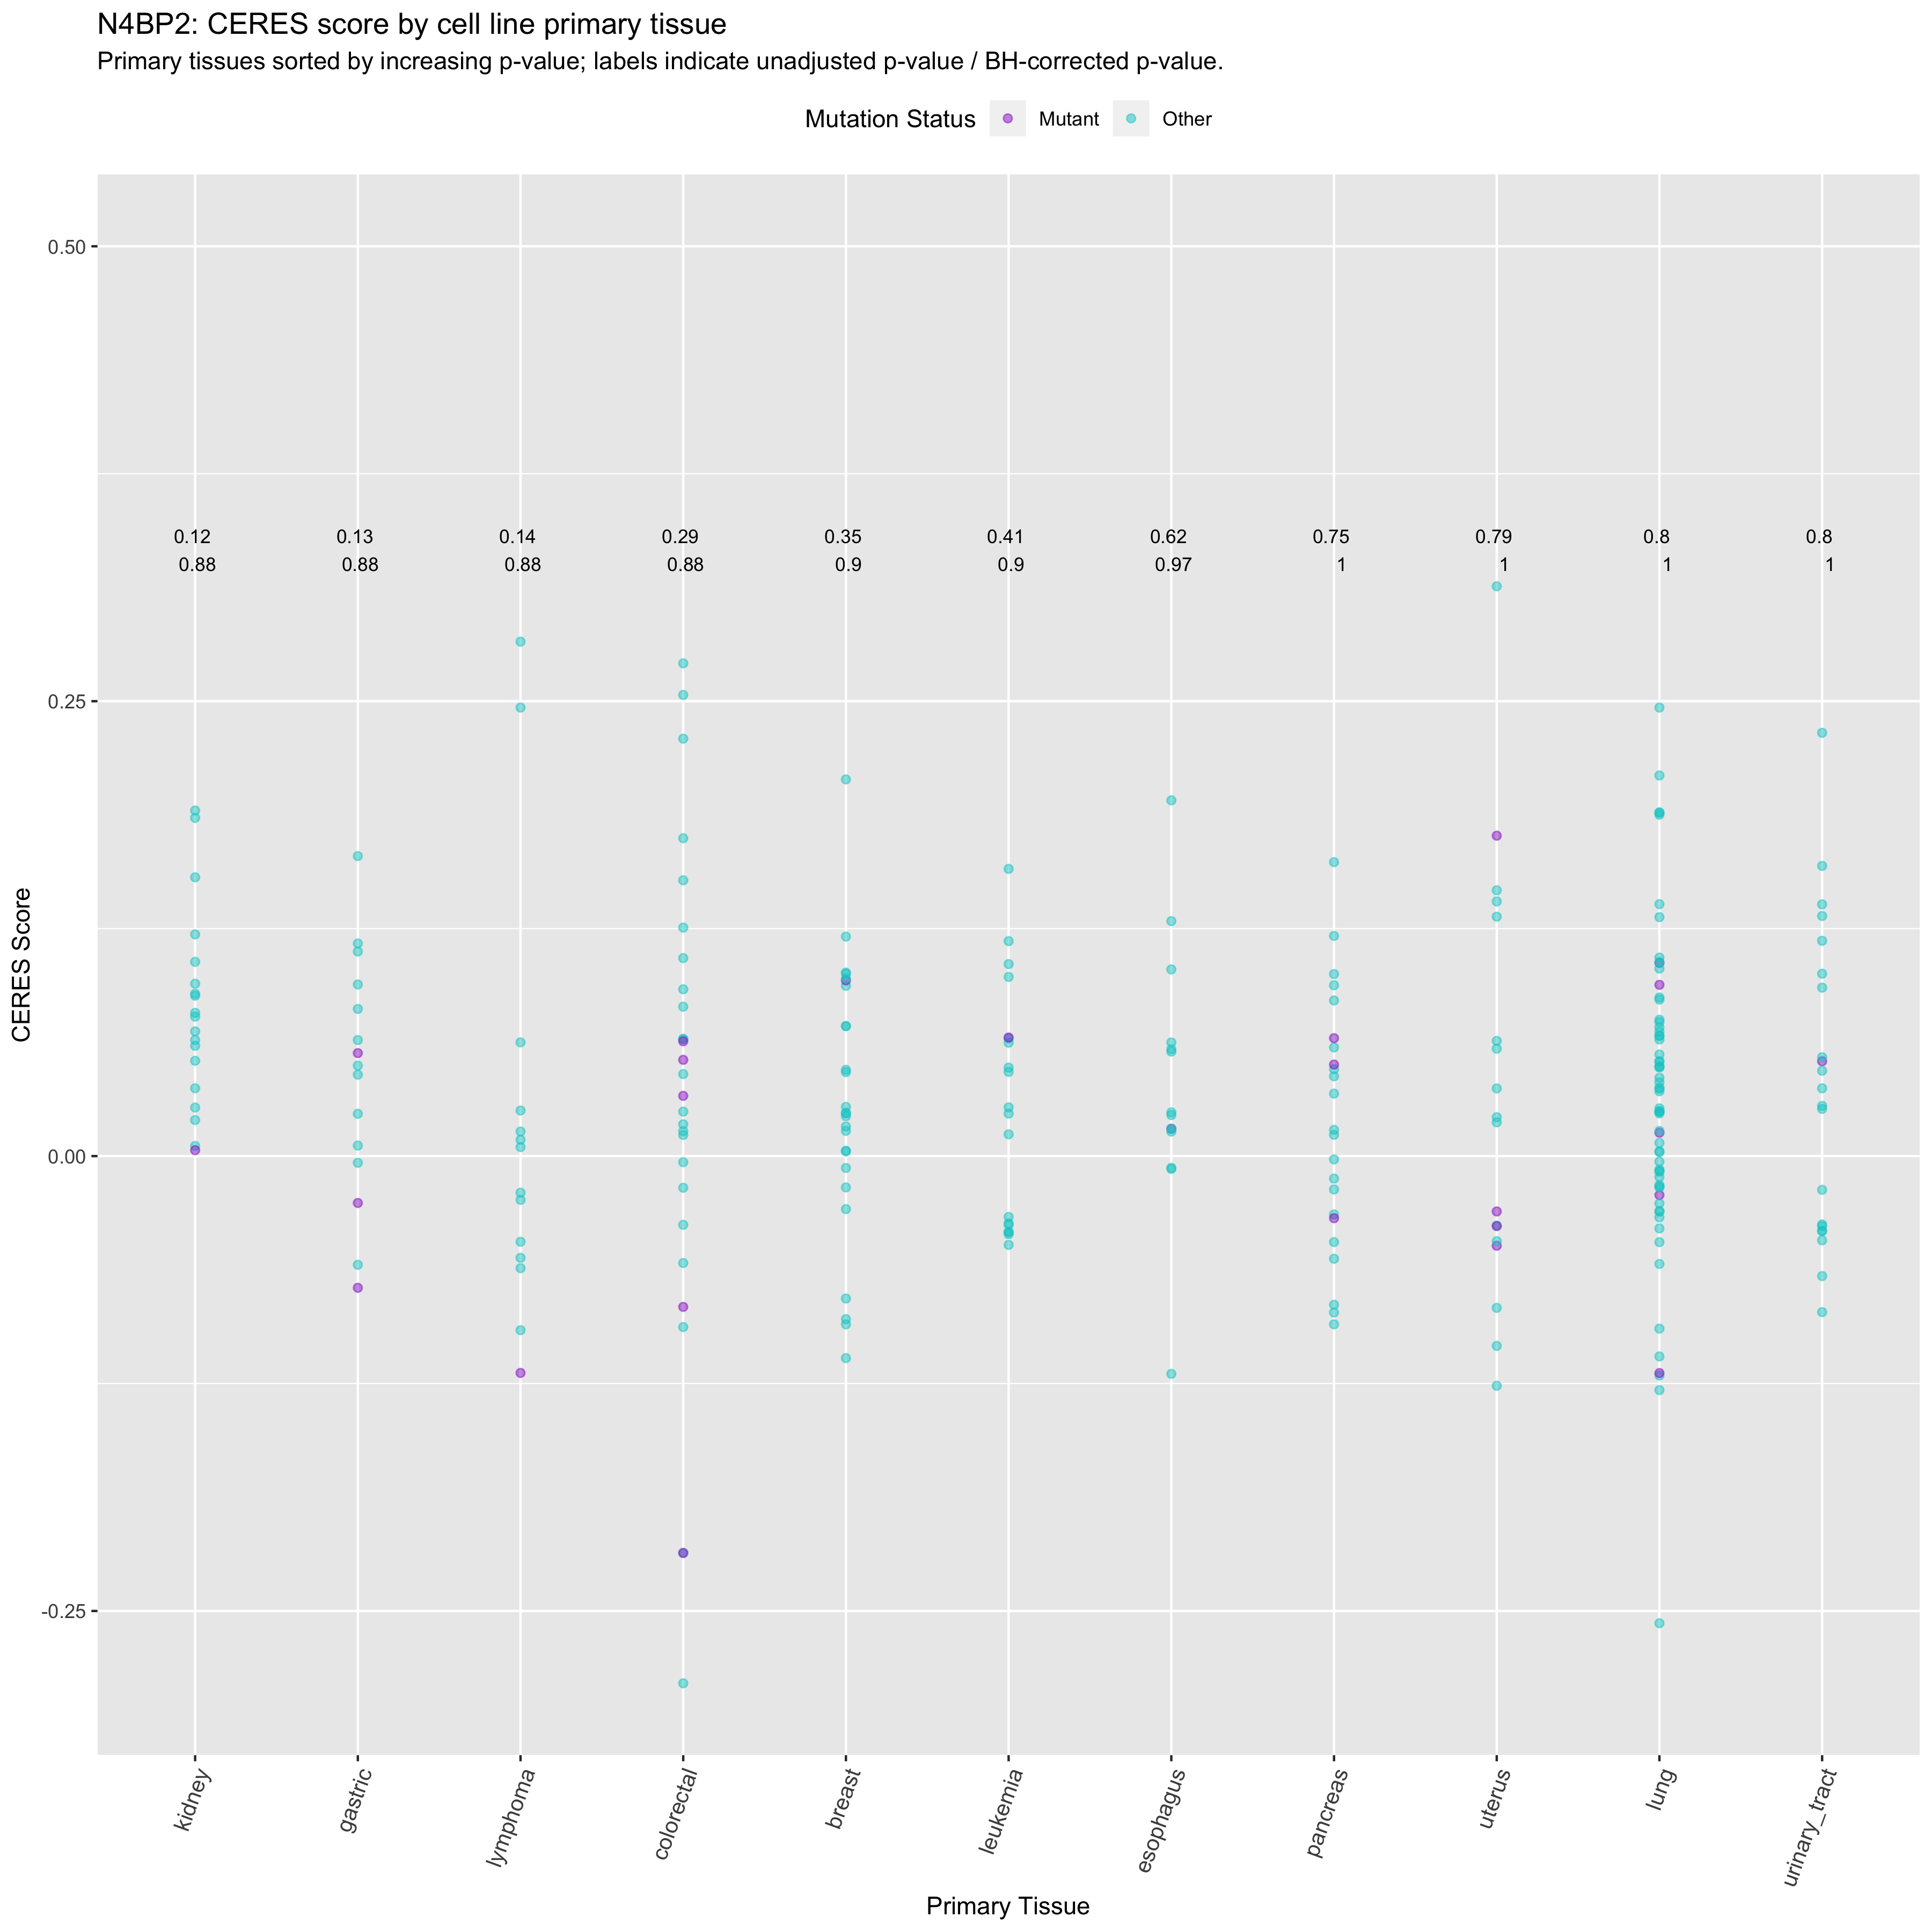 N4BP2: CERES score by cell line primary tissue
Primary tissues sorted by increasing p-value; labels indicate unadjusted p-value / BH-corrected p-value.
Mutation Status Mutant Other
0.50
0.12 0.13 0.14 0.29 0.35 0.41 0.62 0.75 0.79 0.8 0.8
0.88 0.88 0.88 0.88 0.9 0.9 0.97 1 1 1 1
0.25
CERES Score
0.00
-0.25
kidney gastric lymphoma colorectal breast leukemia esophagus pancreas uterus lung urinary_tract
Primary Tissue